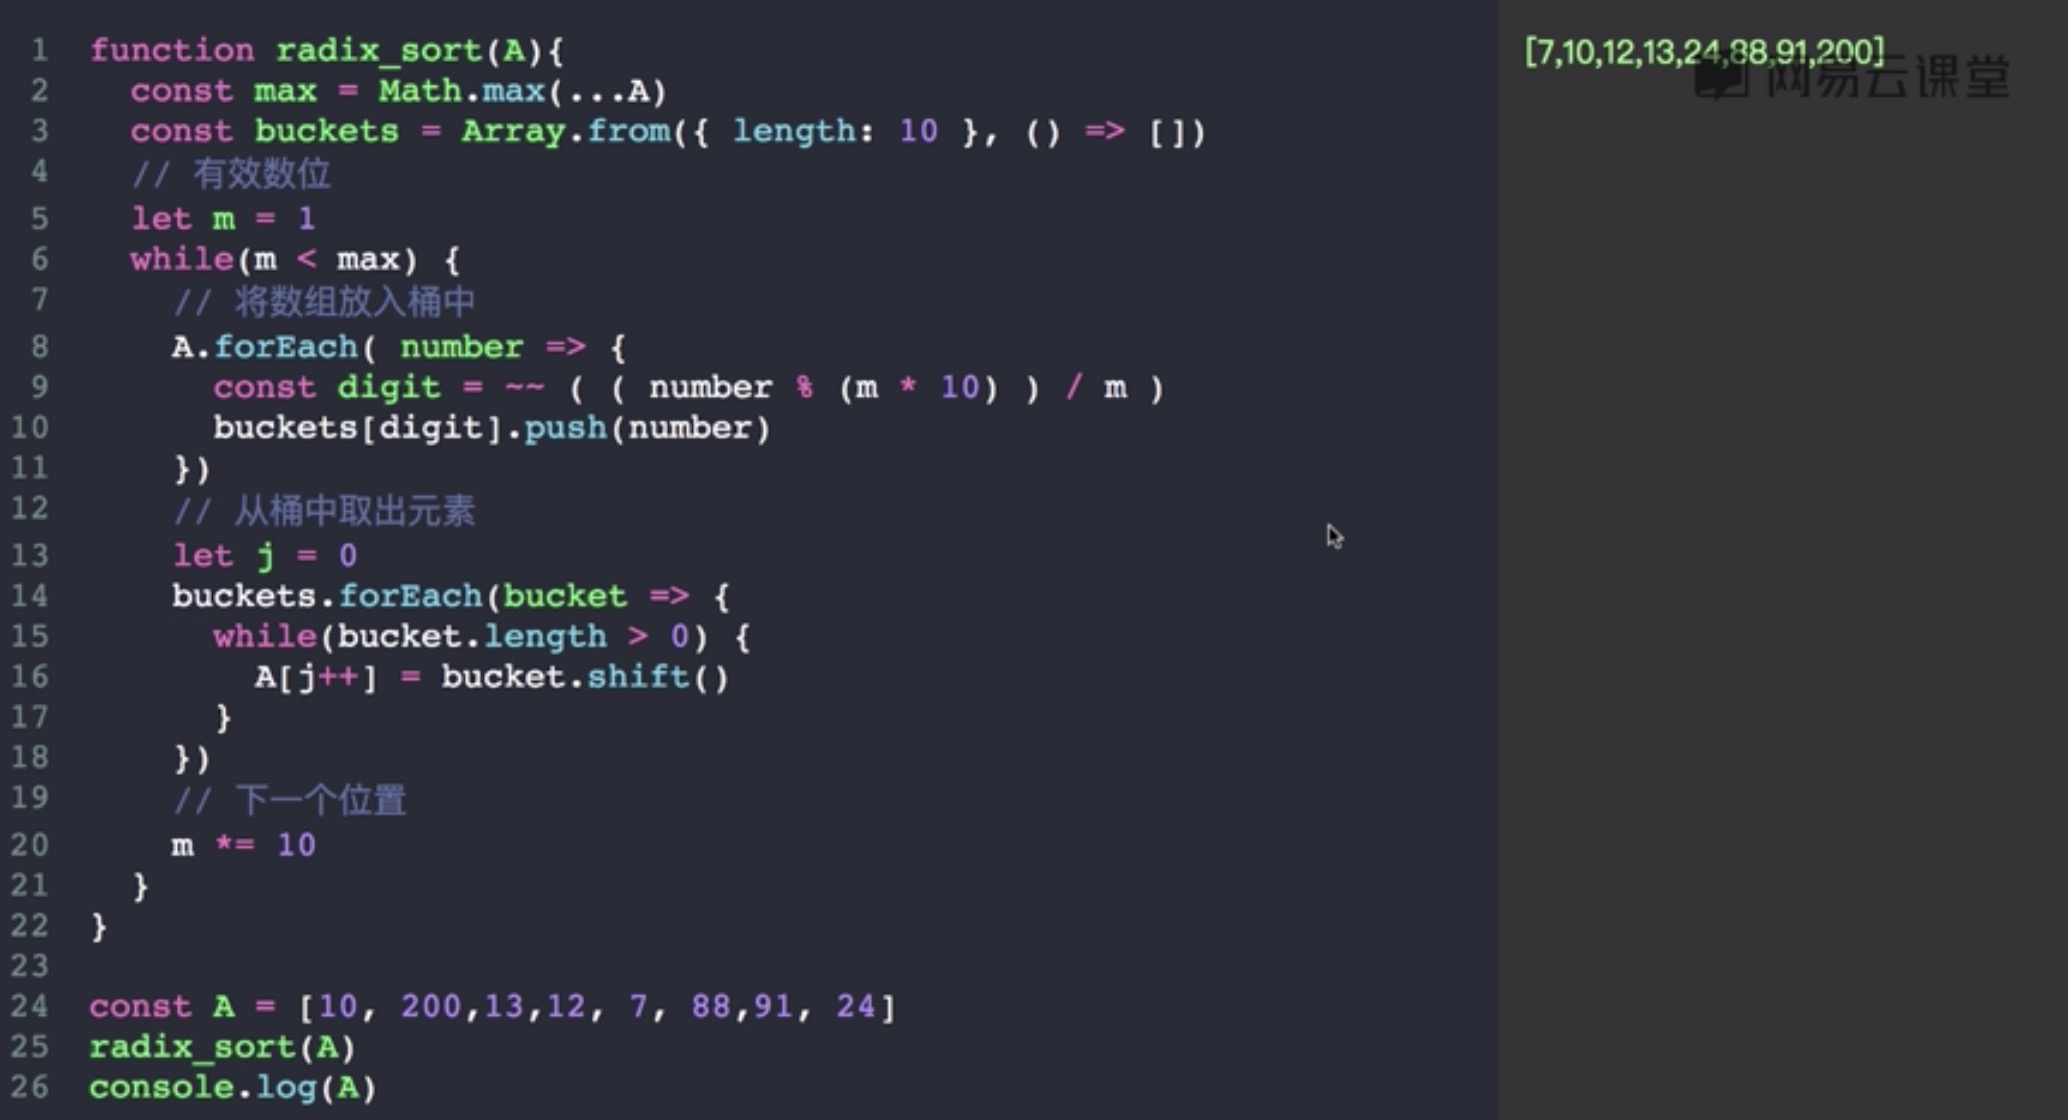 1 function radix_sort(A){
2 const max = Math.max(...A)
3 const buckets = Array.from({ length: 10 }, () => [])
4 // 有效数位
5 let m = 1
6 while(m < max) {
7 // 将数组放入桶中
8 A.forEach( number => {
9 const digit = ~~ ( ( number % (m * 10) ) / m )
10 buckets[digit].push(number)
11 })
12 // 从桶中取出元素
13 let j = 0
14 buckets.forEach(bucket => {
15 while(bucket.length > 0) {
16 A[j++] = bucket.shift()
17 }
18 })
19 // 下一个位置
20 m *= 10
21 }
22 }
23
24 const A = [10, 200,13,12, 7, 88,91, 24]
25 radix_sort(A)
26 console.log(A)
[7,10,12,13,24,88,91,200]
网易云课堂